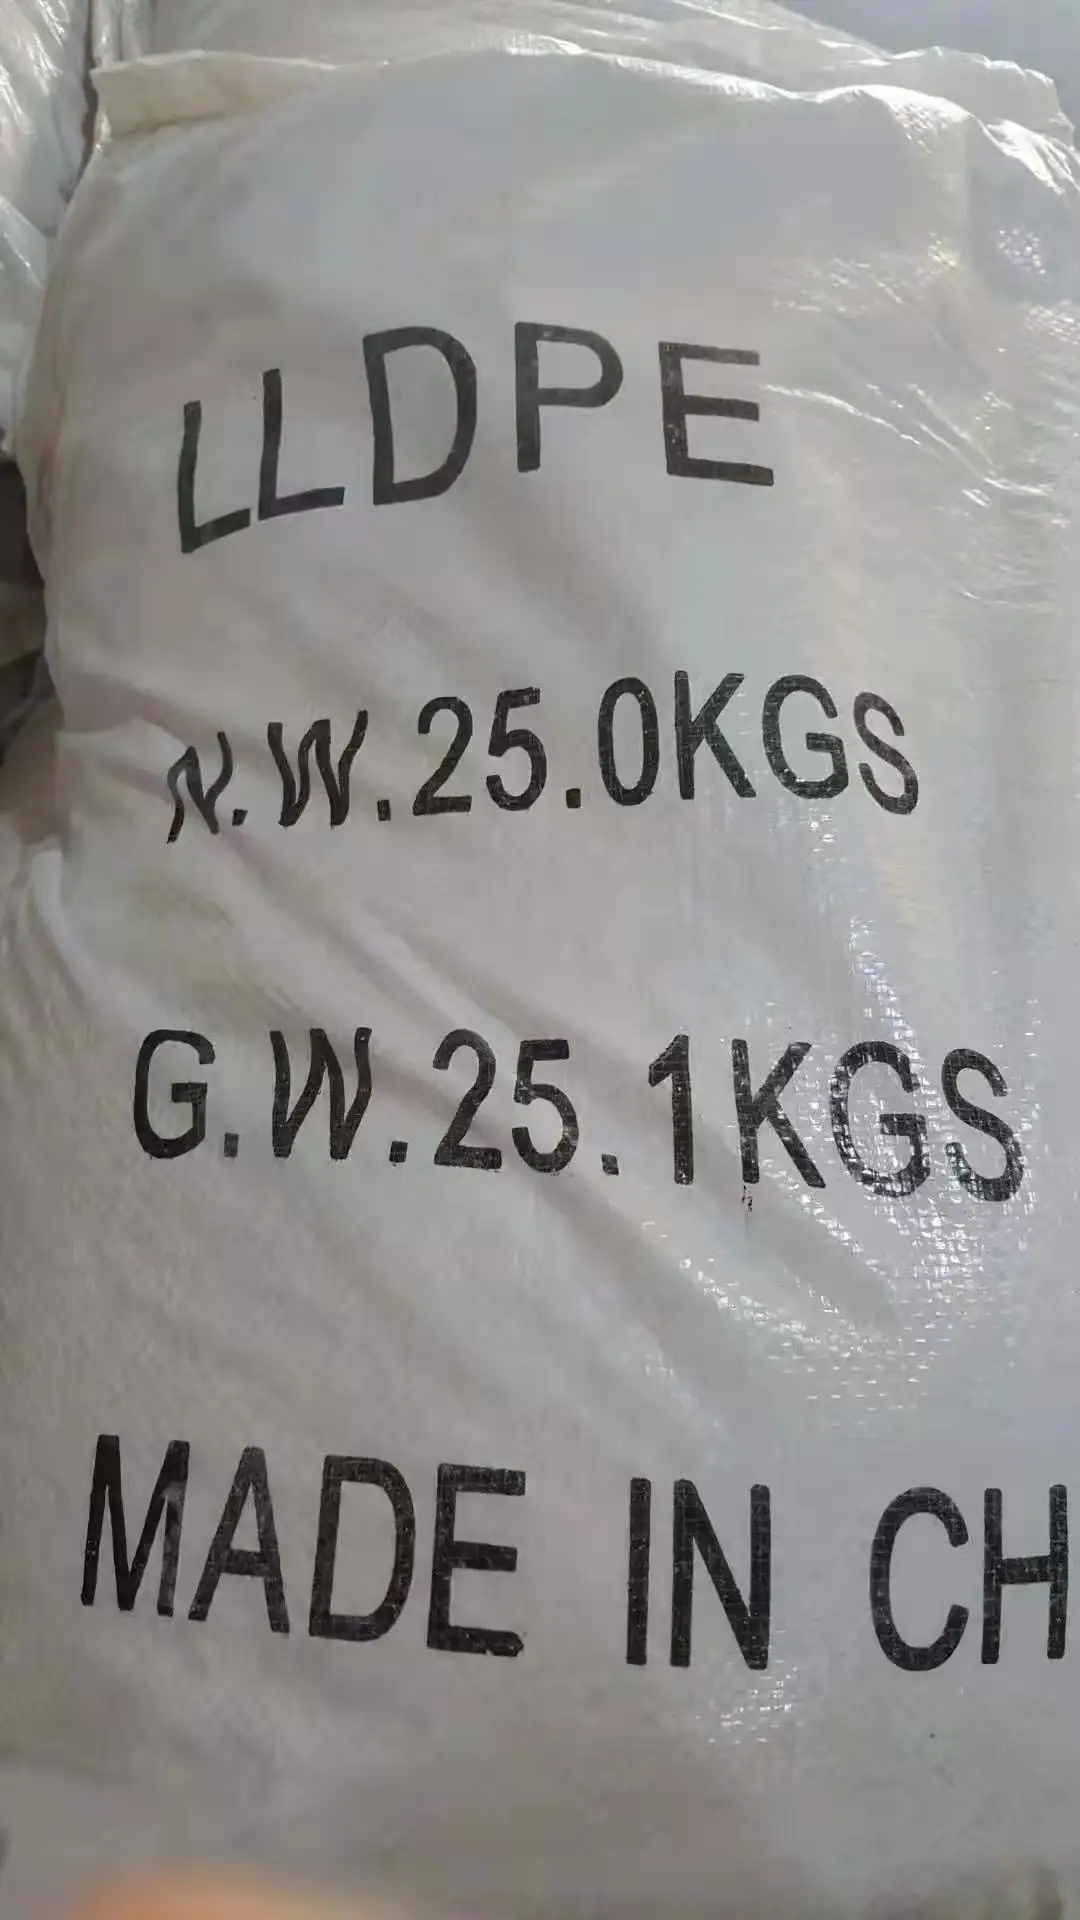 LLDPE
N.W.25.0KGS
G.W.25.1KGS
MADE IN CH